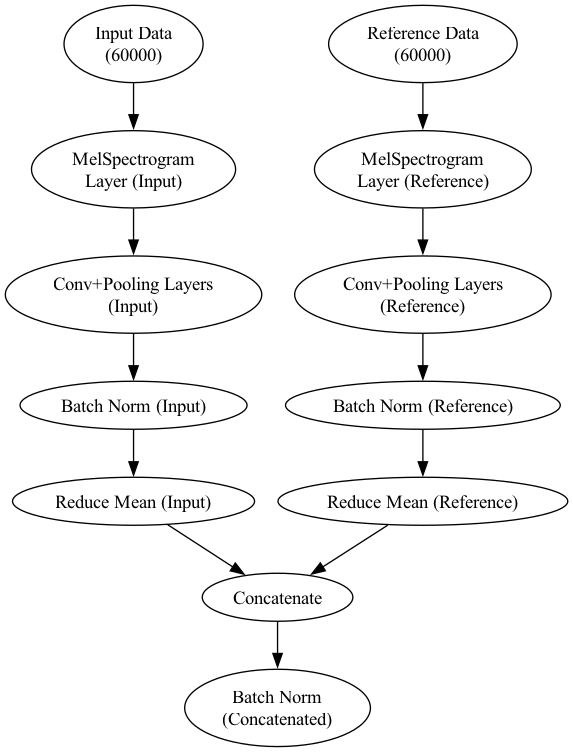 Input Data
(60000)
Reference Data
(60000)
MelSpectrogram
Layer (Input)
MelSpectrogram
Layer (Reference)
Conv+Pooling Layers
(Input)
Conv+Pooling Layers
(Reference)
Batch Norm (Input)
Batch Norm (Reference)
Reduce Mean (Input)
Reduce Mean (Reference)
Concatenate
Batch Norm
(Concatenated)